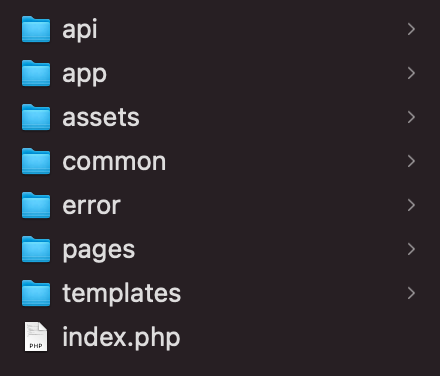 api
app
assets
common
error
pages
templates
PHP
index.php